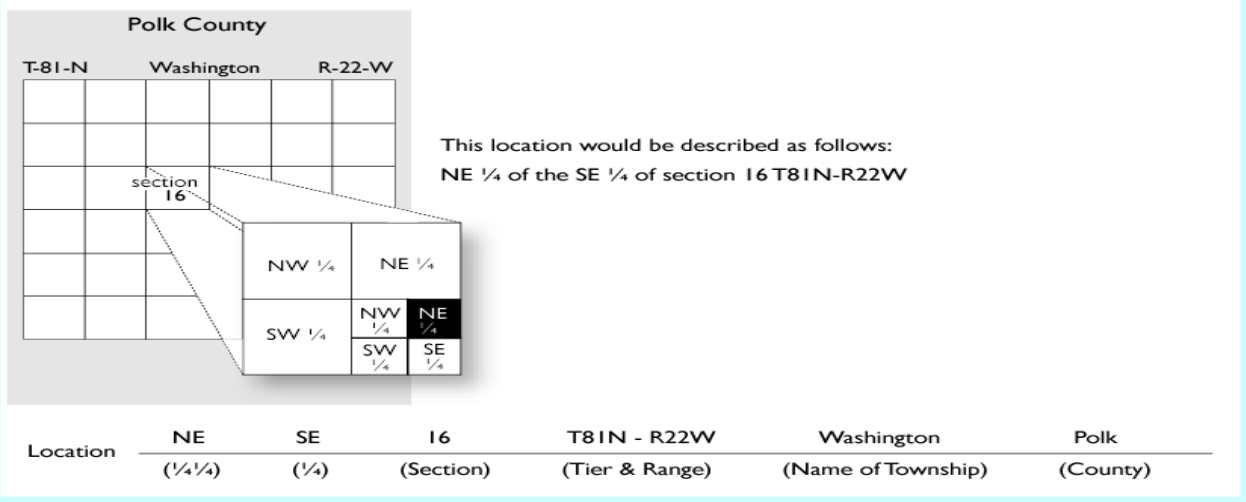 Polk County
T-81-N Washington R-22-W
This location would be described as follows:
NE ¼ of the SE ¼ of section 16 T81N-R22W
section
16
NW ¼ NE ¼
NW
¼
NE
¼
SW ¼
SW
¼
SE
¼
Location
NE SE 16 T81N - R22W Washington Polk
(¼¼) (¼) (Section) (Tier & Range) (Name of Township) (County)